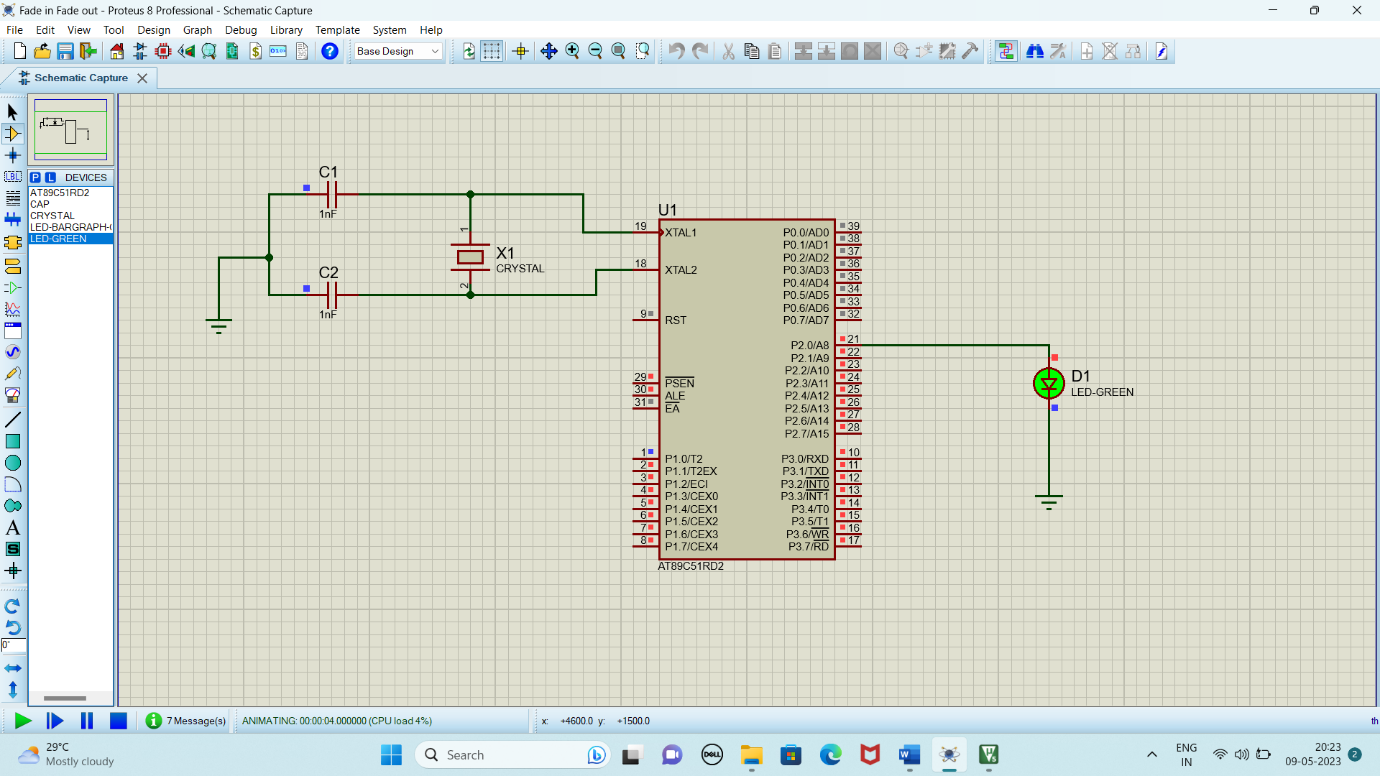 Fade in Fade out - Proteus 8 Professional - Schematic Capture
File Edit View Tool Design Graph Debug Library Template System Help
Base Design
Schematic Capture
P L DEVICES
AT89C51RD2
CAP
CRYSTAL
LED-BARGRAPH-
LED-GREEN
LBL
A
S
0°
C1
1nF
C2
1nF
1
X1
CRYSTAL
2
U1
19 XTAL1
18 XTAL2
9 RST
29 PSEN
30 ALE
31 EA
1 P1.0/T2
2 P1.1/T2EX
3 P1.2/ECI
4 P1.3/CEX0
5 P1.4/CEX1
6 P1.5/CEX2
7 P1.6/CEX3
8 P1.7/CEX4
P0.0/AD0 39
P0.1/AD1 38
P0.2/AD2 37
P0.3/AD3 36
P0.4/AD4 35
P0.5/AD5 34
P0.6/AD6 33
P0.7/AD7 32
P2.0/A8 21
P2.1/A9 22
P2.2/A10 23
P2.3/A11 24
P2.4/A12 25
P2.5/A13 26
P2.6/A14 27
P2.7/A15 28
P3.0/RXD 10
P3.1/TXD 11
P3.2/INT0 12
P3.3/INT1 13
P3.4/T0 14
P3.5/T1 15
P3.6/WR 16
P3.7/RD 17
AT89C51RD2
D1
LED-GREEN
7 Message(s) ANIMATING: 00:00:04.000000 (CPU load 4%) x: +4600.0 y: +1500.0 th
29°C
Mostly cloudy
Search
DELL
ENG
IN
20:23
09-05-2023
2